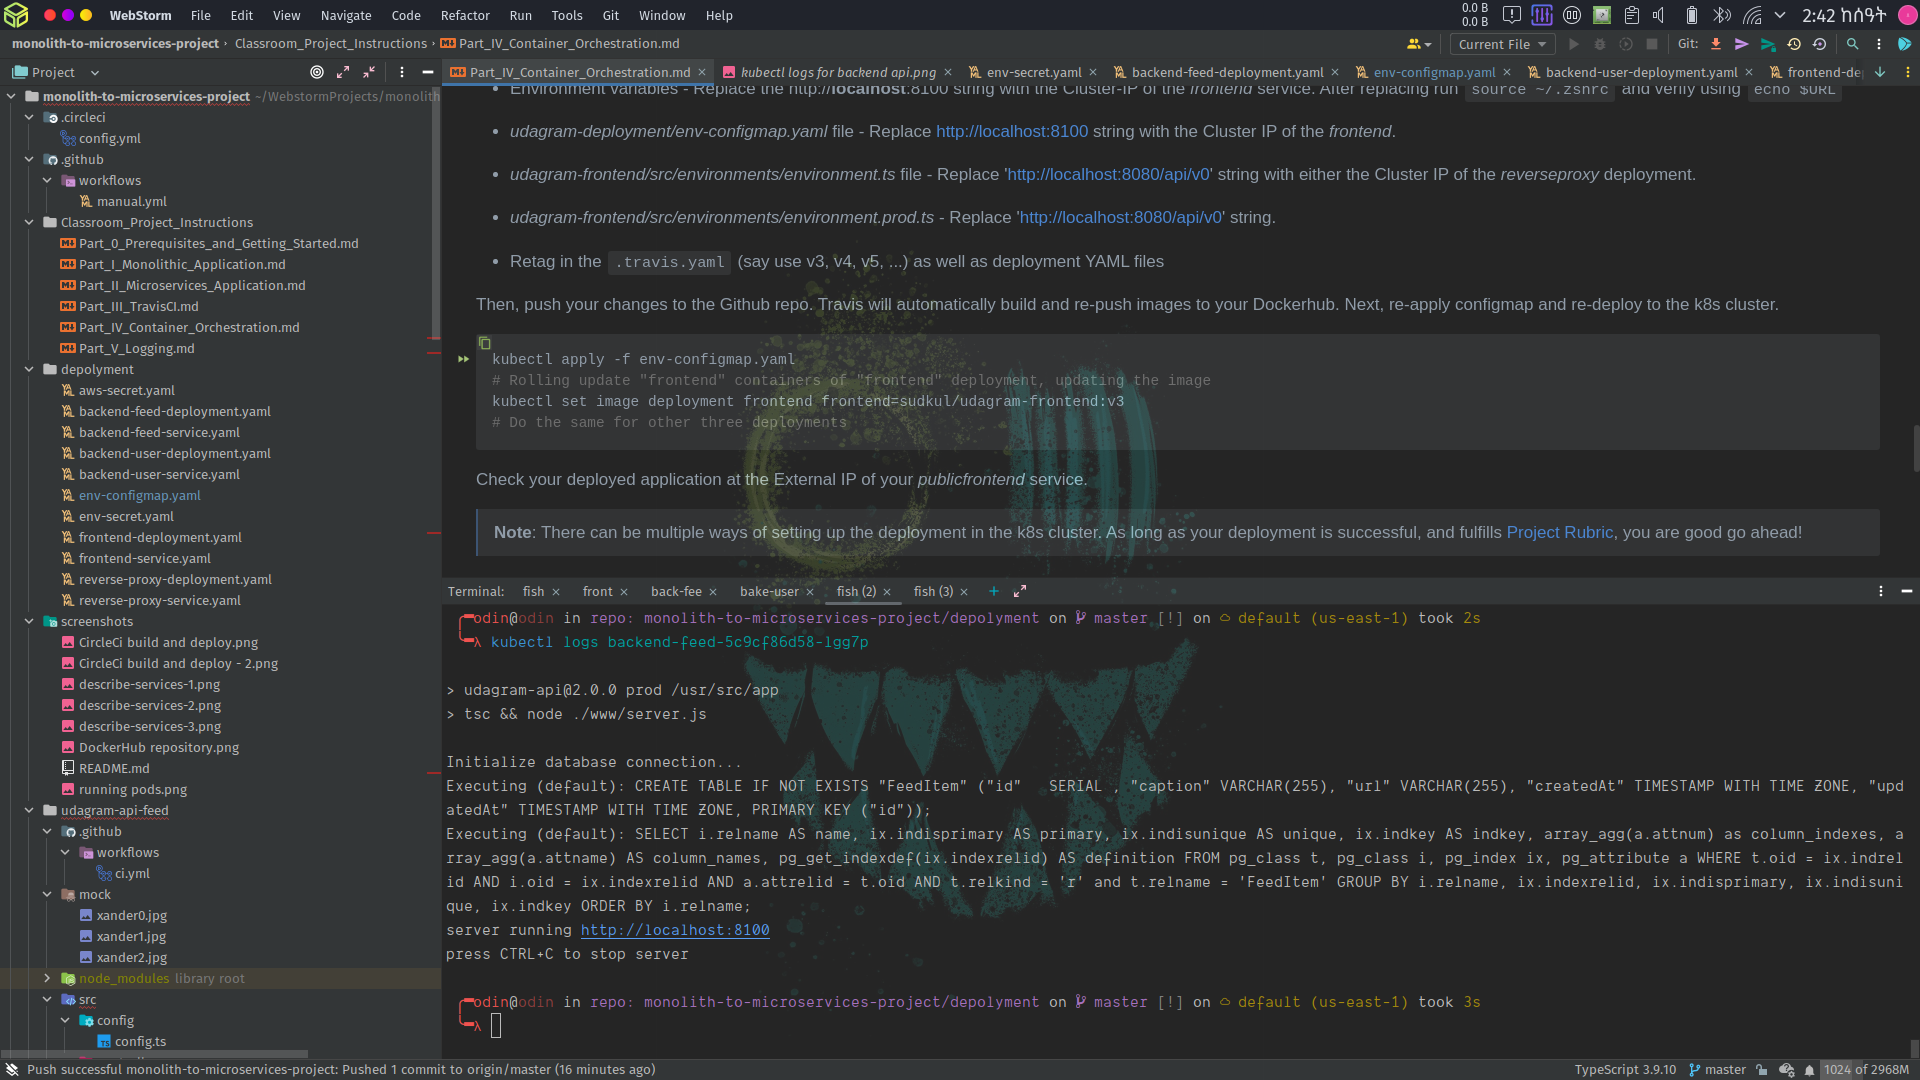 WebStorm File Edit View Navigate Code Refactor Run Tools Git Window Help
0.0 B
0.0 B
2:42 ከሰዓት
monolith-to-microservices-project Classroom_Project_Instructions Part_IV_Container_Orchestration.md
Current File Git:
Project
Part_IV_Container_Orchestration.md kubectl logs for backend api.png env-secret.yaml backend-feed-deployment.yaml env-configmap.yaml backend-user-deployment.yaml frontend-de
monolith-to-microservices-project ~/WebstormProjects/monolith
.circleci
config.yml
.github
workflows
manual.yml
Classroom_Project_Instructions
Part_0_Prerequisites_and_Getting_Started.md
Part_I_Monolithic_Application.md
Part_II_Microservices_Application.md
Part_III_TravisCI.md
Part_IV_Container_Orchestration.md
Part_V_Logging.md
depolyment
aws-secret.yaml
backend-feed-deployment.yaml
backend-feed-service.yaml
backend-user-deployment.yaml
backend-user-service.yaml
env-configmap.yaml
env-secret.yaml
frontend-deployment.yaml
frontend-service.yaml
reverse-proxy-deployment.yaml
reverse-proxy-service.yaml
screenshots
CircleCi build and deploy.png
CircleCi build and deploy - 2.png
describe-services-1.png
describe-services-2.png
describe-services-3.png
DockerHub repository.png
README.md
running pods.png
udagram-api-feed
.github
workflows
ci.yml
mock
xander0.jpg
xander1.jpg
xander2.jpg
node_modules library root
src
config
config.ts
Environment variables - Replace the http://localhost:8100 string with the Cluster-IP of the frontend service. After replacing run source ~/.zshrc and verify using echo $URL
udagram-deployment/env-configmap.yaml file - Replace http://localhost:8100 string with the Cluster IP of the frontend.
udagram-frontend/src/environments/environment.ts file - Replace 'http://localhost:8080/api/v0' string with either the Cluster IP of the reverseproxy deployment.
udagram-frontend/src/environments/environment.prod.ts - Replace 'http://localhost:8080/api/v0' string.
Retag in the .travis.yaml (say use v3, v4, v5, ...) as well as deployment YAML files
Then, push your changes to the Github repo. Travis will automatically build and re-push images to your Dockerhub. Next, re-apply configmap and re-deploy to the k8s cluster.
kubectl apply -f env-configmap.yaml
# Rolling update "frontend" containers of "frontend" deployment, updating the image
kubectl set image deployment frontend frontend=sudkul/udagram-frontend:v3
# Do the same for other three deployments
Check your deployed application at the External IP of your publicfrontend service.
Note: There can be multiple ways of setting up the deployment in the k8s cluster. As long as your deployment is successful, and fulfills Project Rubric, you are good go ahead!
Terminal: fish front back-fee bake-user fish (2) fish (3)
odin@odin in repo: monolith-to-microservices-project/depolyment on master [!] on default (us-east-1) took 2s
λ kubectl logs backend-feed-5c9cf86d58-lgg7p
> udagram-api@2.0.0 prod /usr/src/app
> tsc && node ./www/server.js
Initialize database connection...
Executing (default): CREATE TABLE IF NOT EXISTS "FeedItem" ("id"   SERIAL , "caption" VARCHAR(255), "url" VARCHAR(255), "createdAt" TIMESTAMP WITH TIME ZONE, "upd
atedAt" TIMESTAMP WITH TIME ZONE, PRIMARY KEY ("id"));
Executing (default): SELECT i.relname AS name, ix.indisprimary AS primary, ix.indisunique AS unique, ix.indkey AS indkey, array_agg(a.attnum) as column_indexes, a
rray_agg(a.attname) AS column_names, pg_get_indexdef(ix.indexrelid) AS definition FROM pg_class t, pg_class i, pg_index ix, pg_attribute a WHERE t.oid = ix.indrel
id AND i.oid = ix.indexrelid AND a.attrelid = t.oid AND t.relkind = 'r' and t.relname = 'FeedItem' GROUP BY i.relname, ix.indexrelid, ix.indisprimary, ix.indisuni
que, ix.indkey ORDER BY i.relname;
server running http://localhost:8100
press CTRL+C to stop server
odin@odin in repo: monolith-to-microservices-project/depolyment on master [!] on default (us-east-1) took 3s
λ
Push successful monolith-to-microservices-project: Pushed 1 commit to origin/master (16 minutes ago)
TypeScript 3.9.10 master 1024 of 2968M